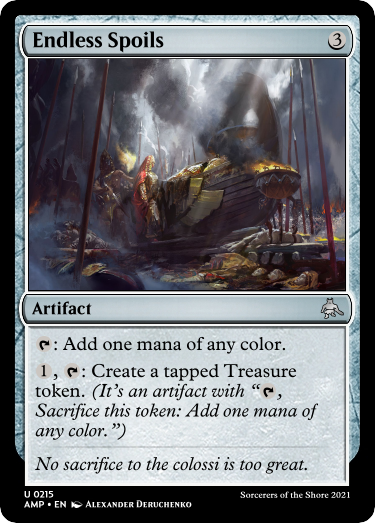 Endless Spoils 3
Artifact
: Add one mana of any color.
1, : Create a tapped Treasure
token. (It's an artifact with “,
Sacrifice this token: Add one mana of
any color.”)
No sacrifice to the colossi is too great.
U 0215
AMP • EN Alexander Deruchenko
Sorcerers of the Shore 2021